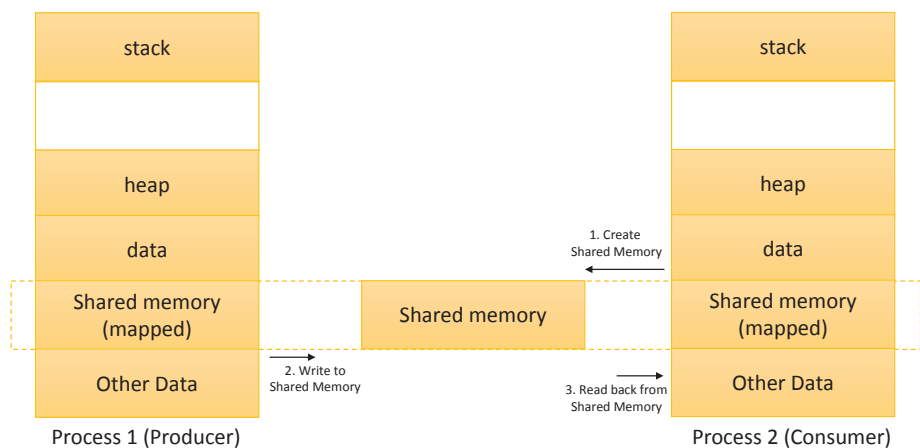 stack
heap
data
Shared memory
(mapped)
Other Data
Process 1 (Producer)
2. Write to
Shared Memory
Shared memory
1. Create
Shared Memory
3. Read back from
Shared Memory
stack
heap
data
Shared memory
(mapped)
Other Data
Process 2 (Consumer)